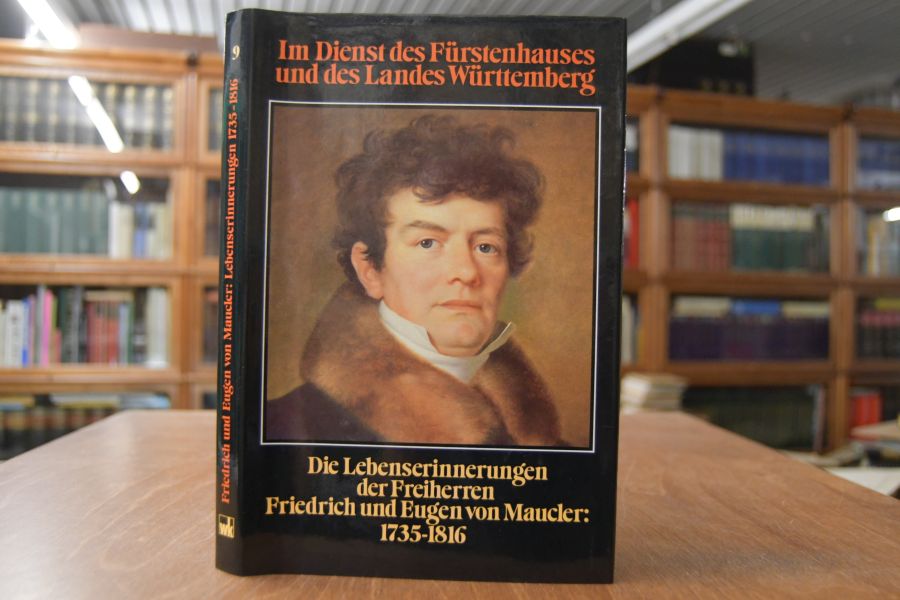 Im Dienst des Fürstenhauses
und des Landes Württemberg
Die Lebenserinnerungen
der Freiherren
Friedrich und Eugen von Maucler:
1735-1816
9
Friedrich und Eugen von Maucler: Lebenserinnerungen 1735-1816
wk